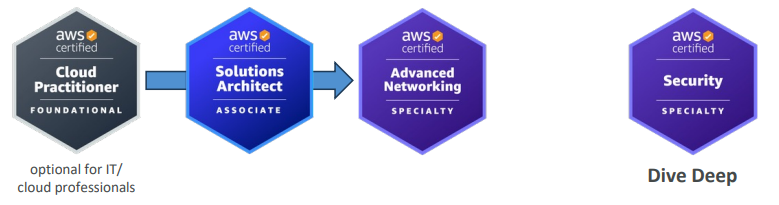 aws
certified
Cloud
Practitioner
FOUNDATIONAL
optional for IT/
cloud professionals
aws
certified
Solutions
Architect
ASSOCIATE
aws
certified
Advanced
Networking
SPECIALTY
aws
certified
Security
SPECIALTY
Dive Deep